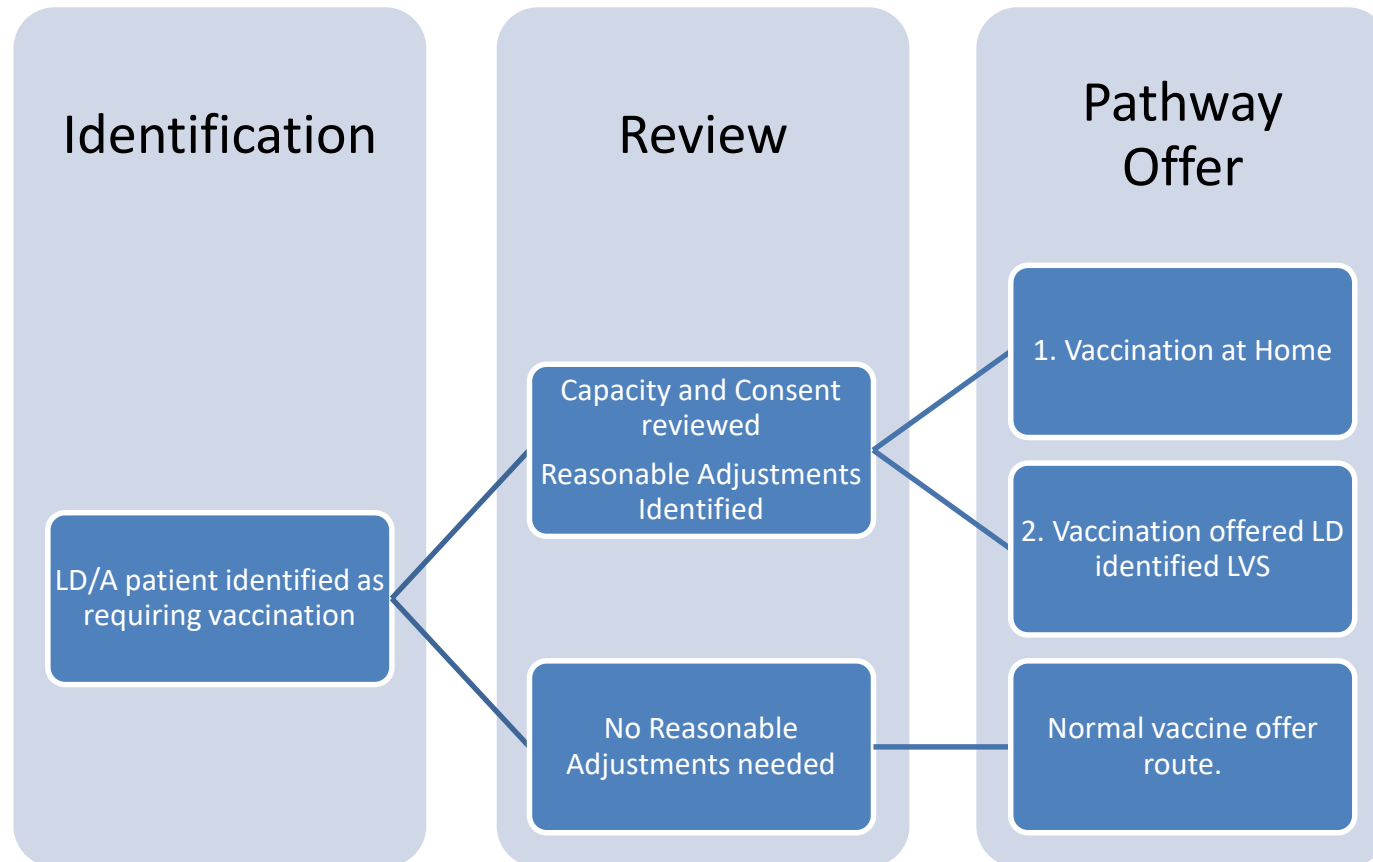 Identification
Review
Pathway
Offer
LD/A patient identified as
requiring vaccination
Capacity and Consent
reviewed
Reasonable Adjustments
Identified
No Reasonable
Adjustments needed
1. Vaccination at Home
2. Vaccination offered LD
identified LVS
Normal vaccine offer
route.